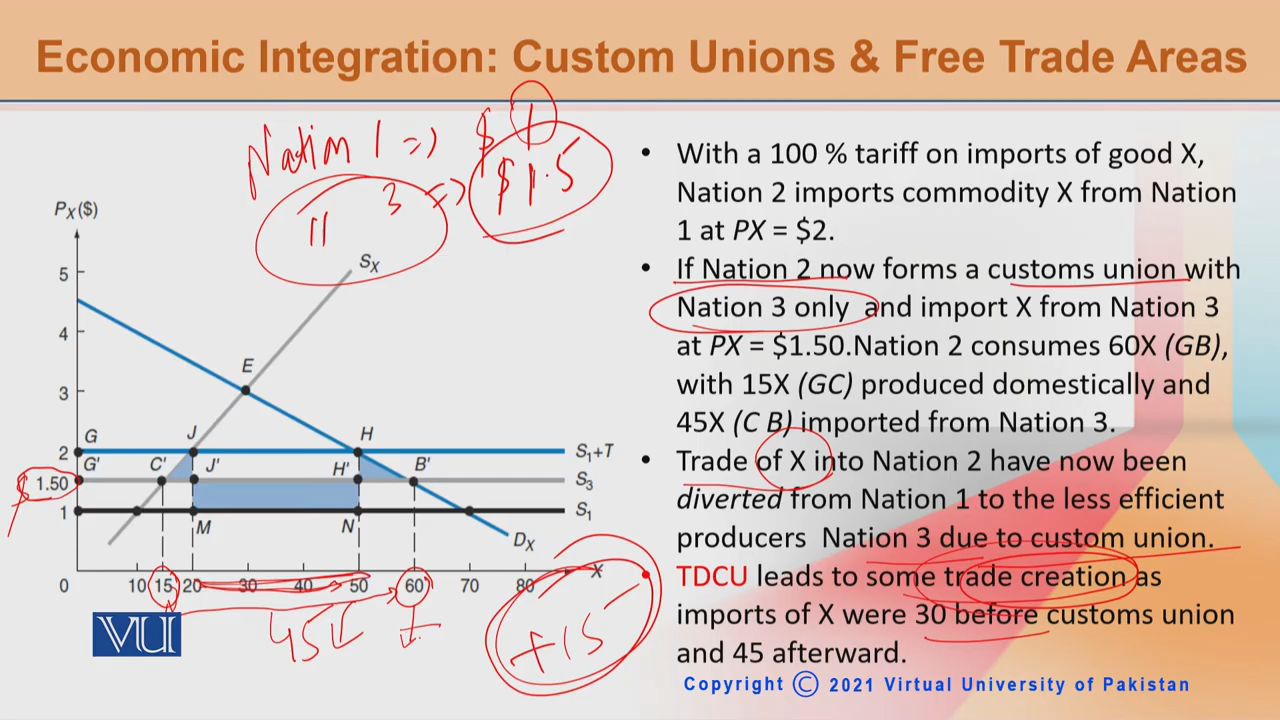 Economic Integration: Custom Unions & Free Trade Areas
Nation 1 => $ 1
11 3 => $1.5
• With a 100 % tariff on imports of good X,
Nation 2 imports commodity X from Nation
1 at PX = $2.
• If Nation 2 now forms a customs union with
Nation 3 only and import X from Nation 3
at PX = $1.50.Nation 2 consumes 60X (GB),
with 15X (GC) produced domestically and
45X (C B) imported from Nation 3.
• Trade of X into Nation 2 have now been
diverted from Nation 1 to the less efficient
producers Nation 3 due to custom union.
TDCU leads to some trade creation as
imports of X were 30 before customs union
and 45 afterward.
PX($)
SX
5
4
E
3
G J H
2 S1+T
G' C' J' H' B'
$ 1.50 S3
1 S1
M N
DX
0 10 15 20 30 40 50 60 70 80 X
45
+15
VU
Copyright © 2021 Virtual University of Pakistan